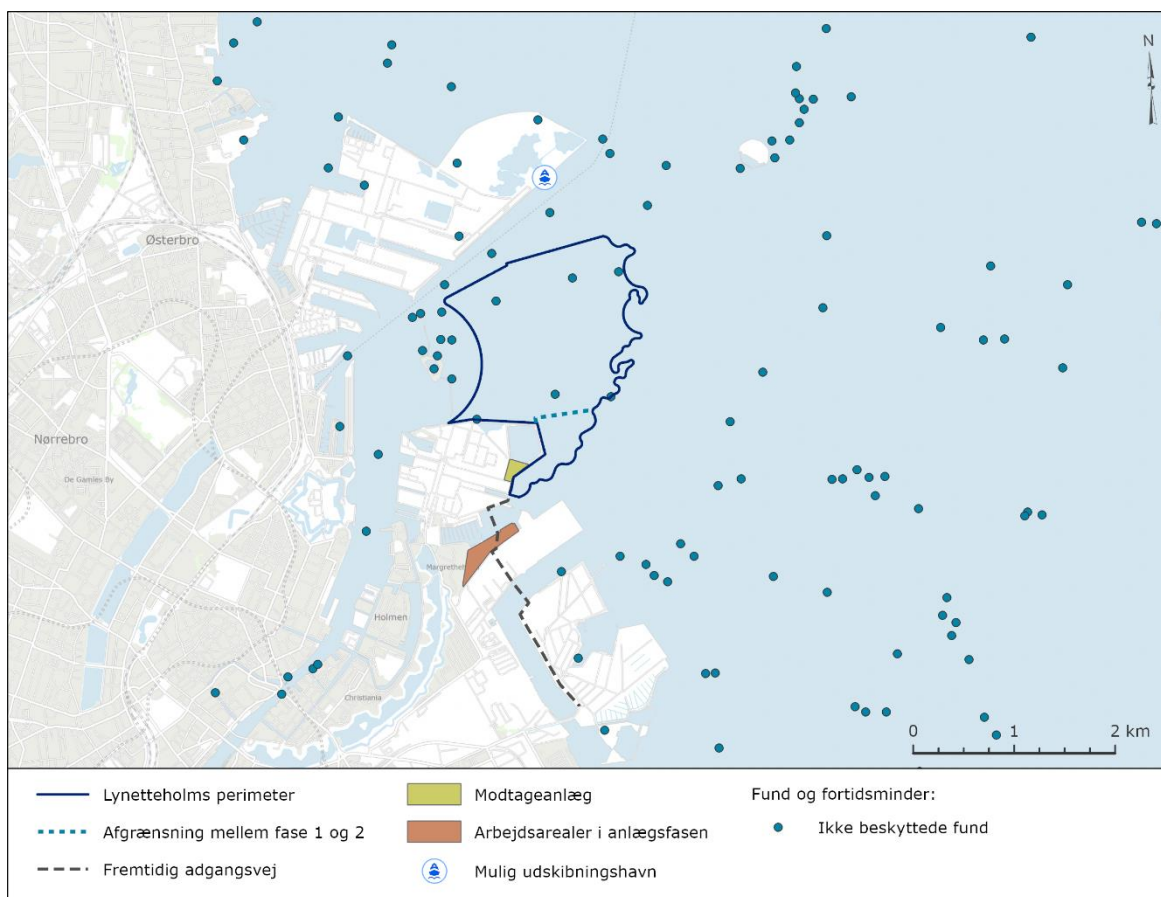 N
Østerbro
Nørrebro
De Gamles By
Margrethehol
Holmen
Christiania
0 1 2 km
Lynetteholms perimeter
Afgrænsning mellem fase 1 og 2
Fremtidig adgangsvej
Modtageanlæg
Arbejdsarealer i anlægsfasen
Mulig udskibningshavn
Fund og fortidsminder:
Ikke beskyttede fund